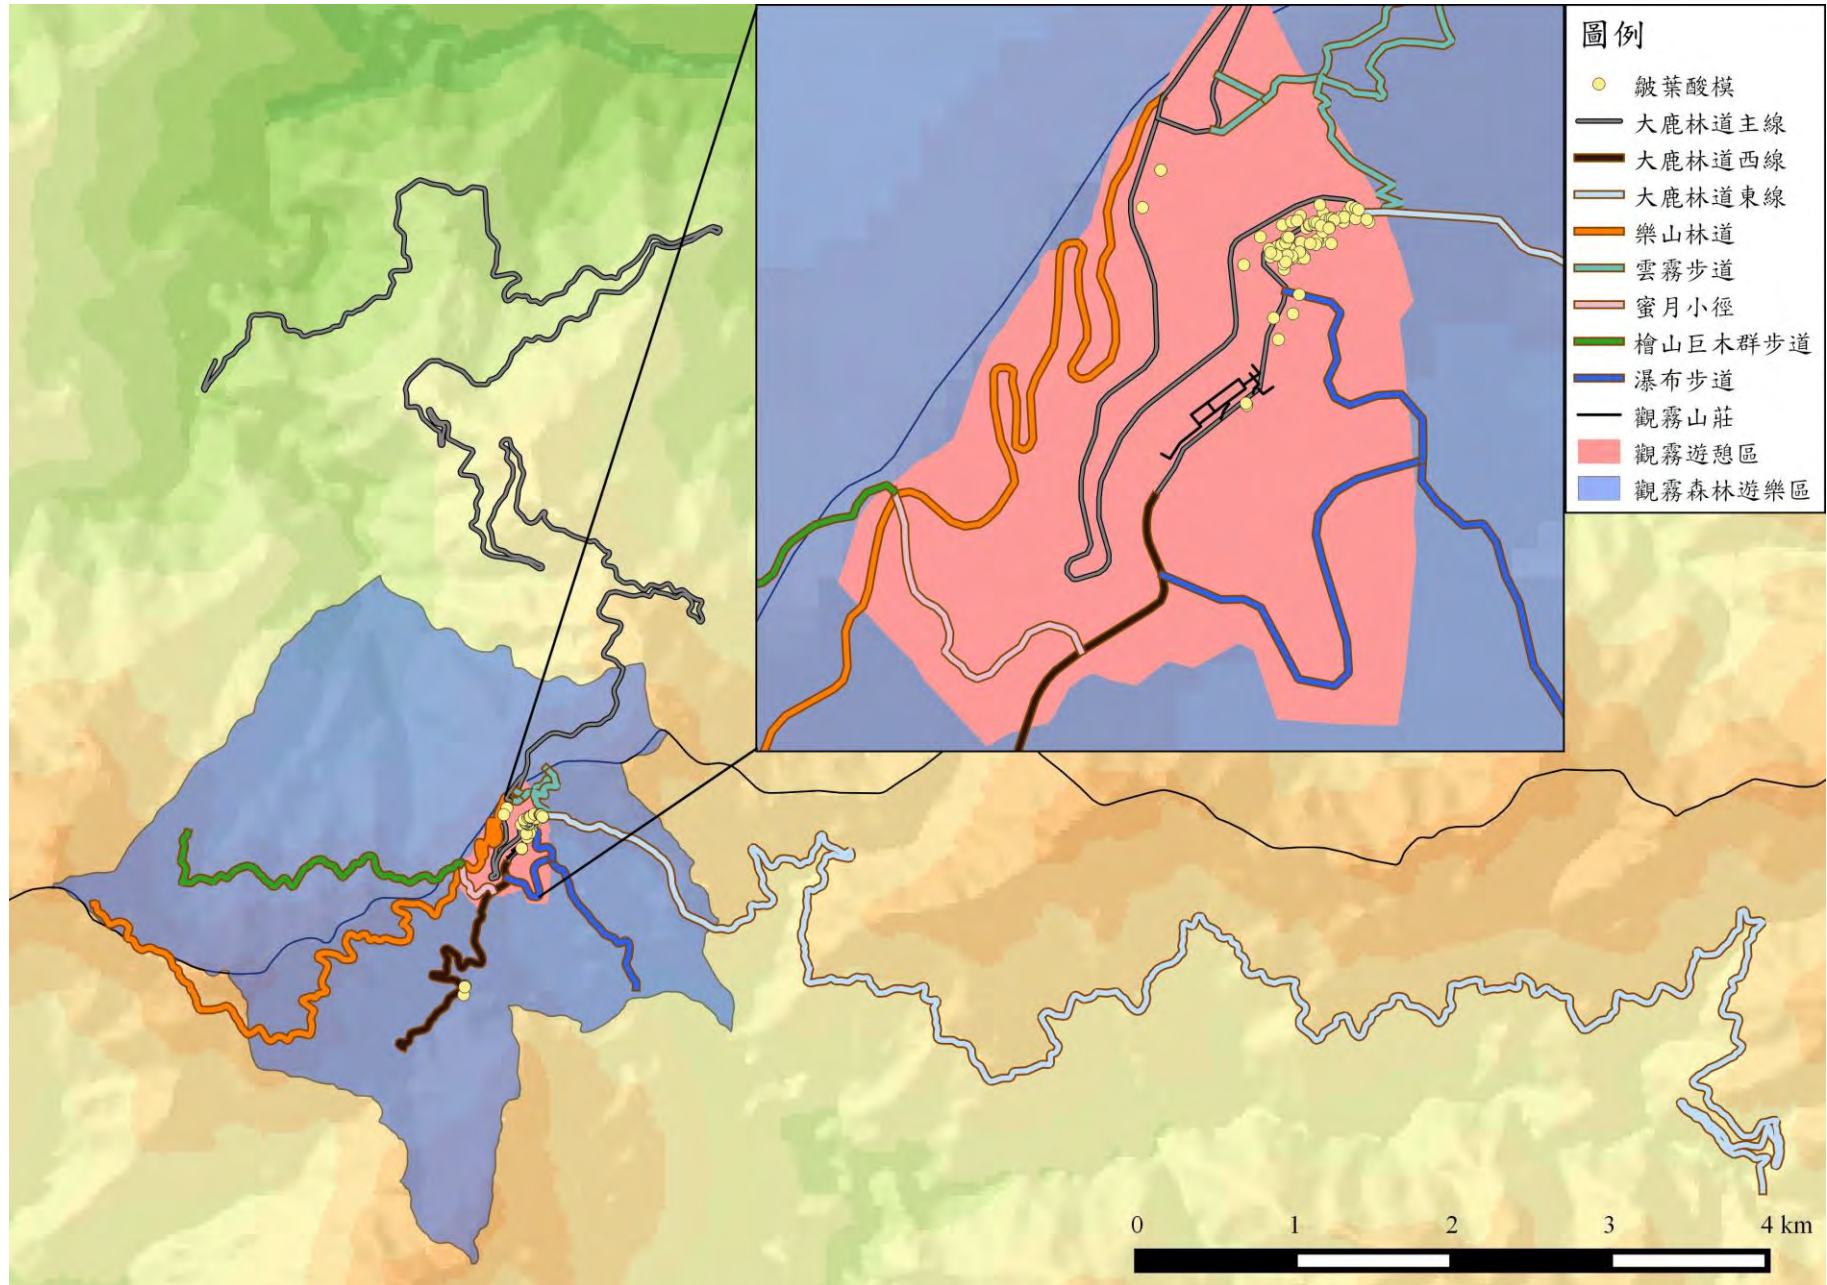 圖例
皺葉酸模
大鹿林道主線
大鹿林道西線
大鹿林道東線
樂山林道
雲霧步道
蜜月小徑
檜山巨木群步道
瀑布步道
觀霧山莊
觀霧遊憩區
觀霧森林遊樂區
0 1 2 3 4 km